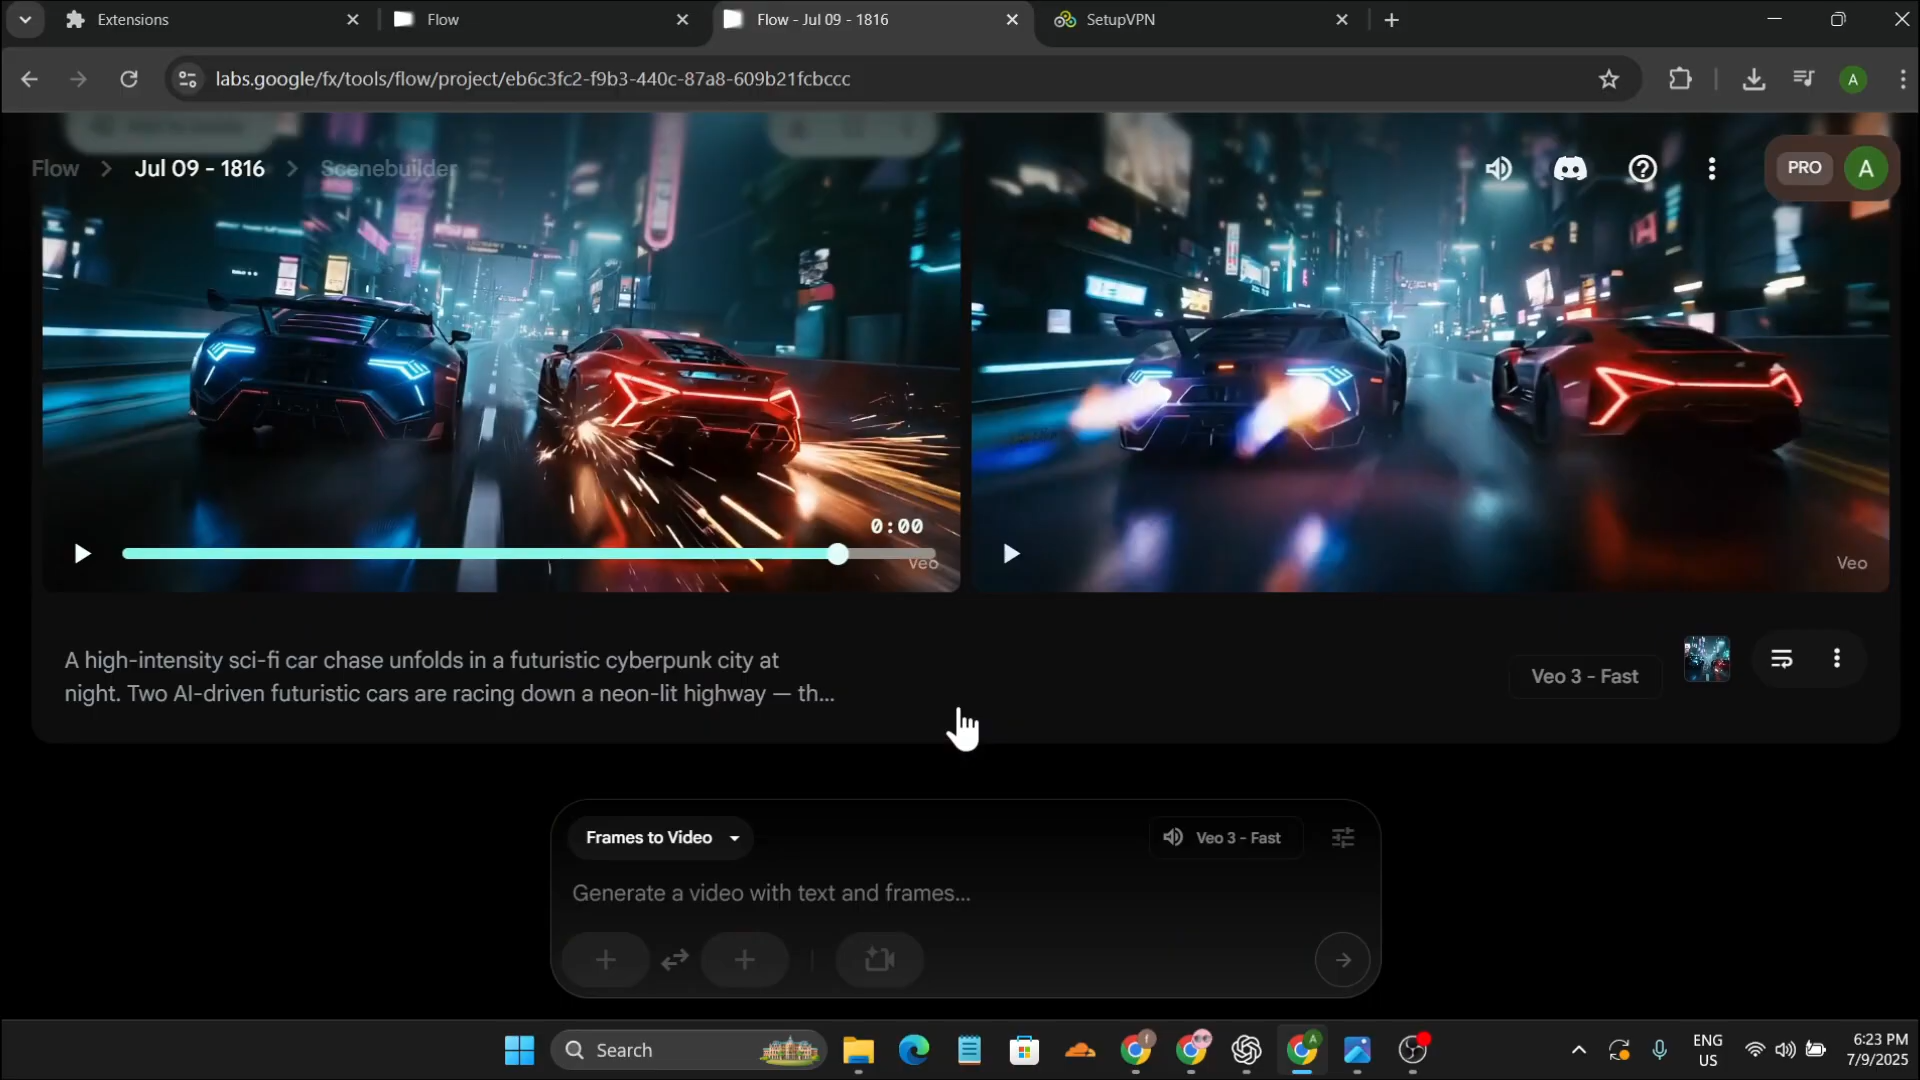 Extensions
Flow
Flow - Jul 09 - 1816
SetupVPN
labs.google/fx/tools/flow/project/eb6c3fc2-f9b3-440c-87a8-609b21fcbccc
A
Flow
Jul 09 - 1816
Scenebuilder
PRO
A
0:00
Veo
Veo
A high-intensity sci-fi car chase unfolds in a futuristic cyberpunk city at
night. Two AI-driven futuristic cars are racing down a neon-lit highway — th...
Veo 3 - Fast
Frames to Video
Veo 3 - Fast
Generate a video with text and frames...
Search
ENG
US
6:23 PM
7/9/2025